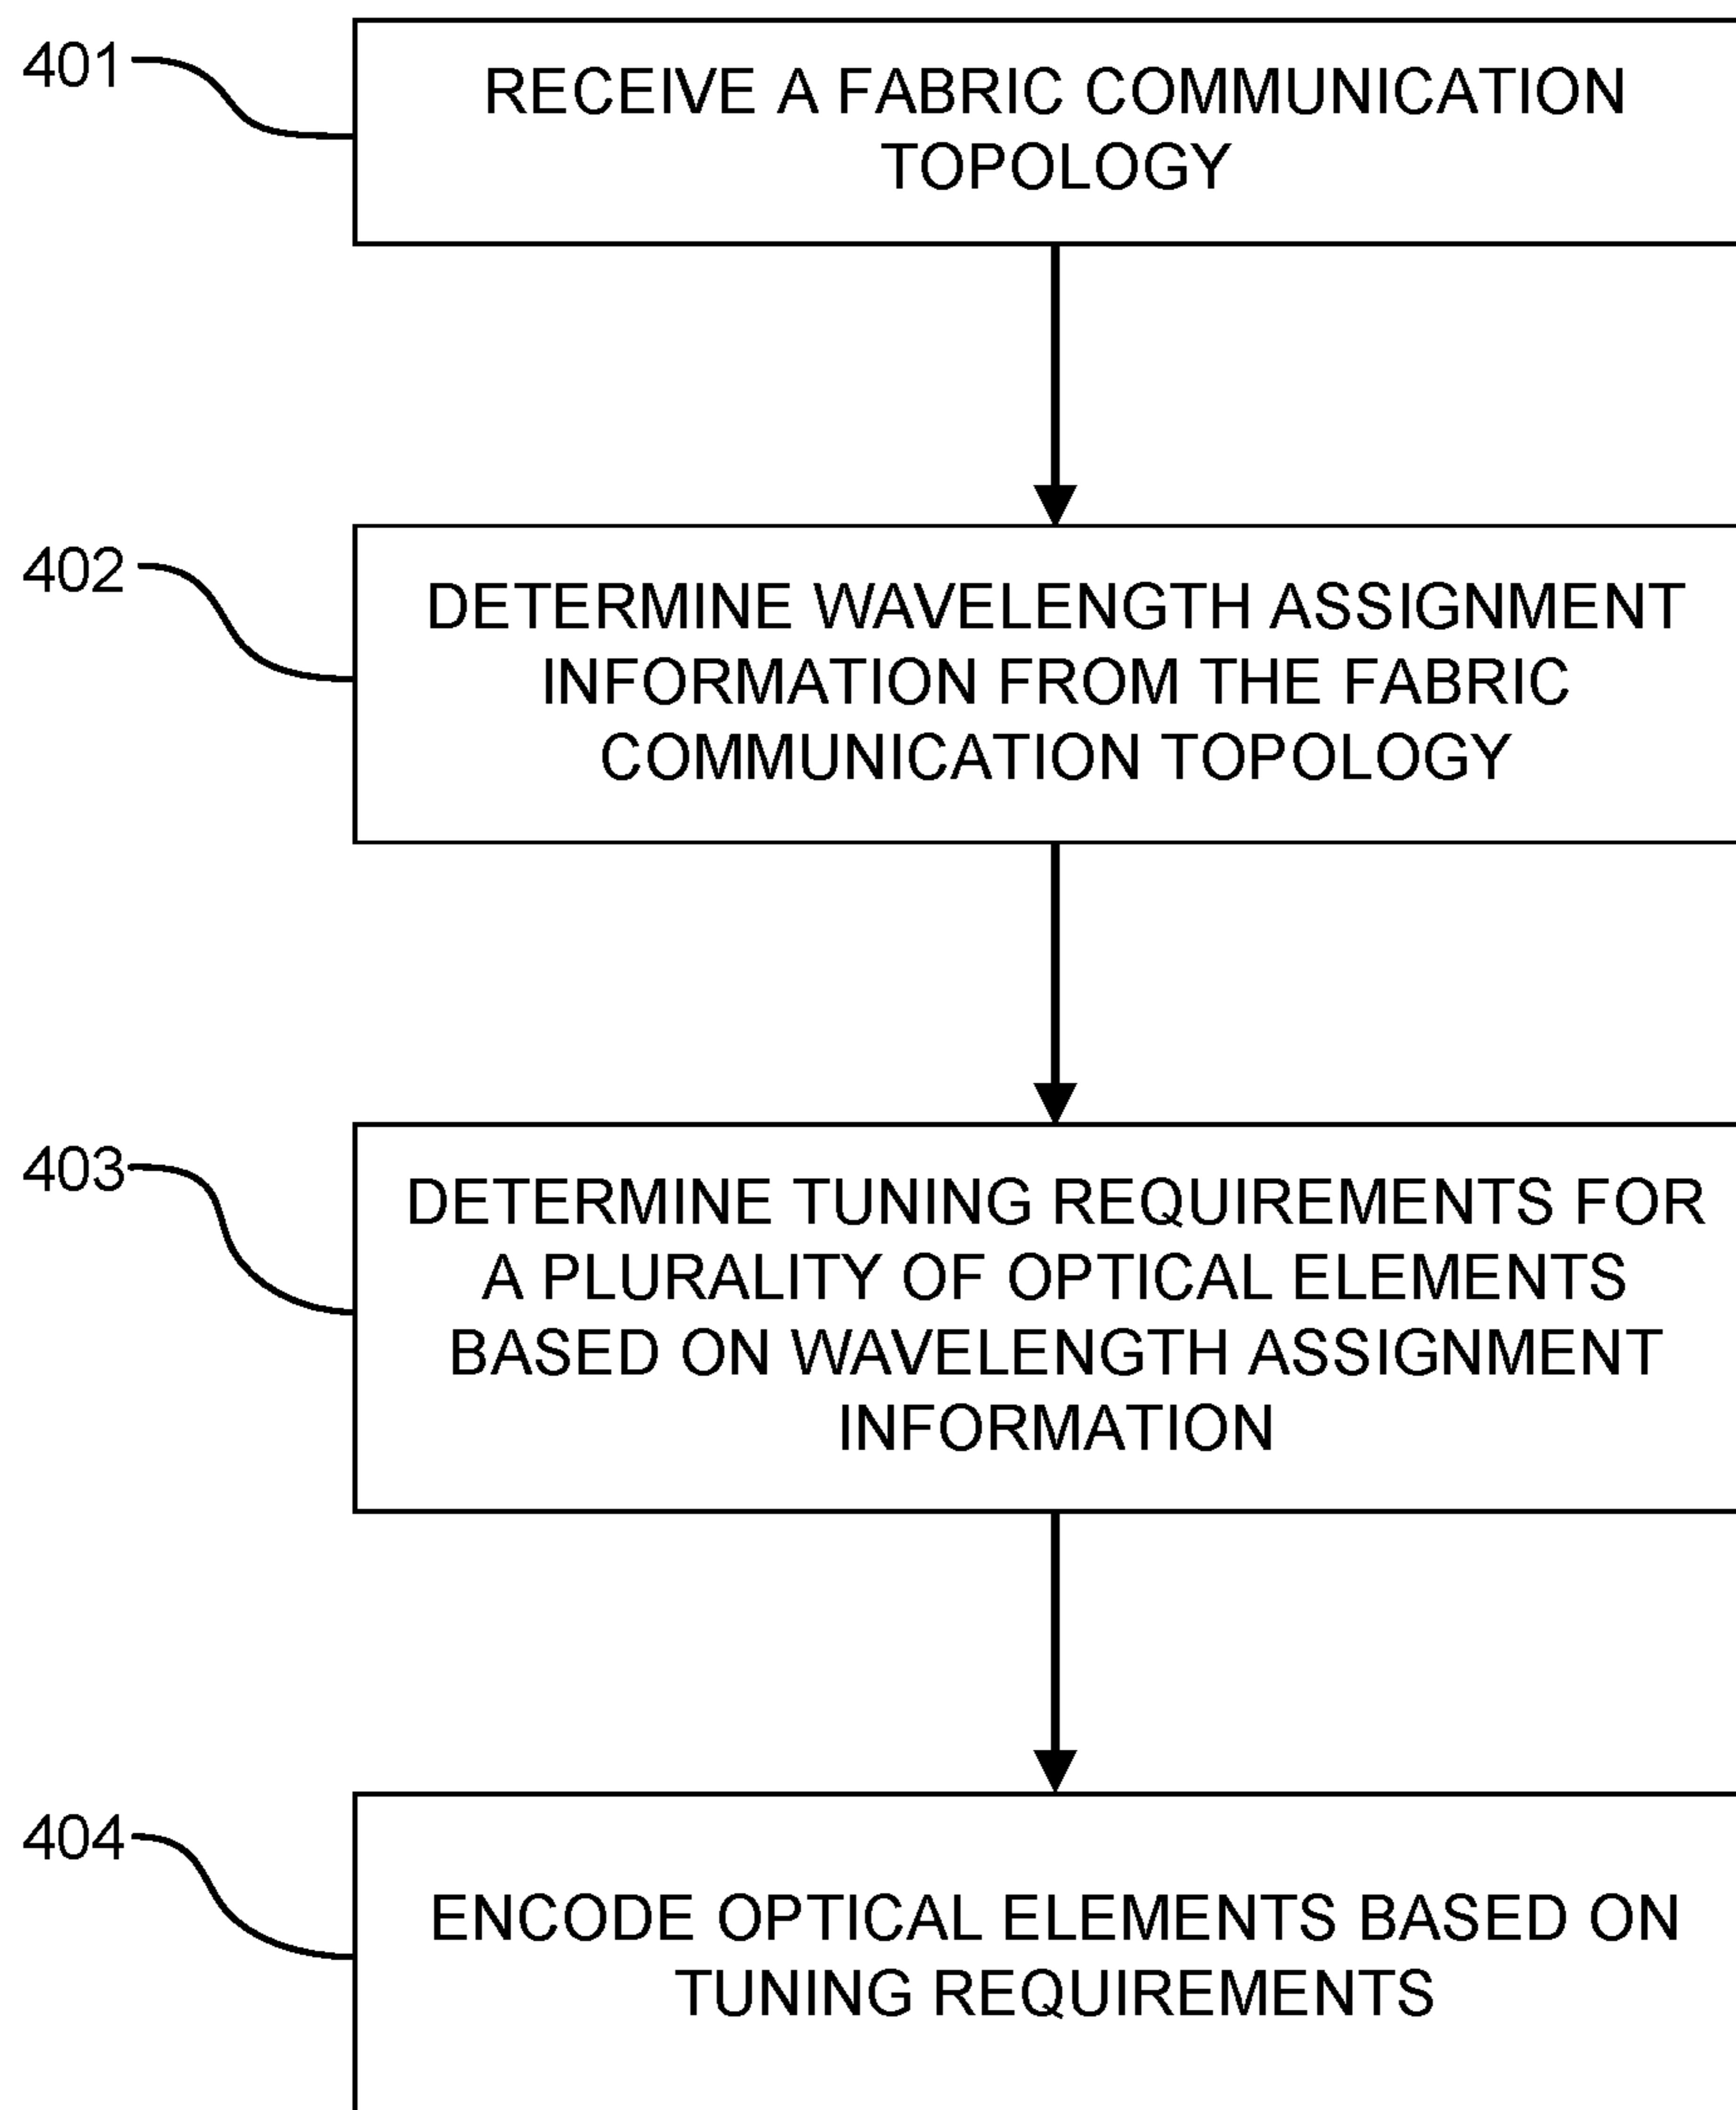 401
RECEIVE A FABRIC COMMUNICATION
TOPOLOGY
402
DETERMINE WAVELENGTH ASSIGNMENT
INFORMATION FROM THE FABRIC
COMMUNICATION TOPOLOGY
403
DETERMINE TUNING REQUIREMENTS FOR
A PLURALITY OF OPTICAL ELEMENTS
BASED ON WAVELENGTH ASSIGNMENT
INFORMATION
404
ENCODE OPTICAL ELEMENTS BASED ON
TUNING REQUIREMENTS